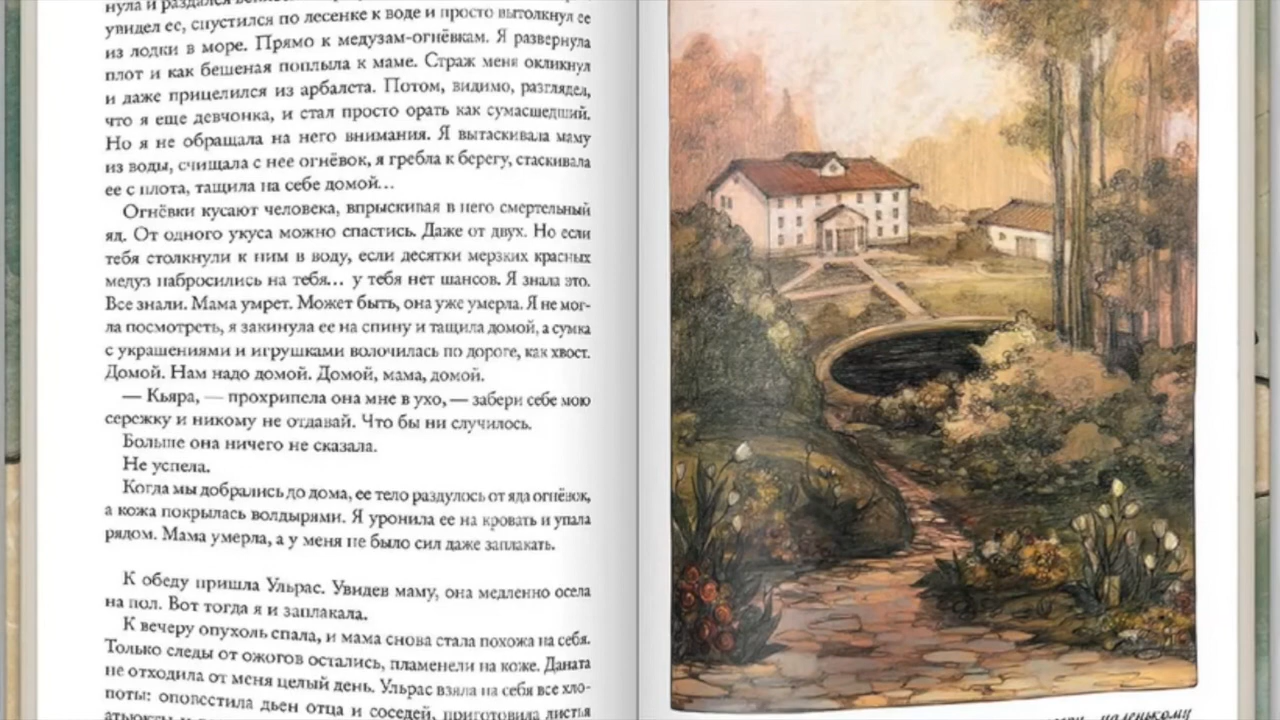 нула и раздался
увидел ее, спустился по лесенке к воде и просто вытолкнул ее
из лодки в море. Прямо к медузам-огнёвкам. Я развернула
плот и как бешеная поплыла к маме. Страж меня окликнул
и даже прицелился из арбалета. Потом, видимо, разглядел,
что я еще девчонка, и стал просто орать как сумасшедший.
Но я не обращала на него внимания. Я вытаскивала маму
из воды, счищала с нее огнёвок, я гребла к берегу, стаскивала
ее с плота, тащила на себе домой…
Огнёвки кусают человека, впрыскивая в него смертельный
яд. От одного укуса можно спастись. Даже от двух. Но если
тебя столкнули к ним в воду, если десятки мерзких красных
медуз набросились на тебя… у тебя нет шансов. Я знала это.
Все знали. Мама умрет. Может быть, она уже умерла. Я не мог-
ла посмотреть, я закинула ее на спину и тащила домой, а сумка
с украшениями и игрушками волочилась по дороге, как хвост.
Домой. Нам надо домой. Домой, мама, домой.
— Кьяра, — прохрипела она мне в ухо, — забери себе мою
сережку и никому не отдавай. Что бы ни случилось.
Больше она ничего не сказала.
Не успела.
Когда мы добрались до дома, ее тело раздулось от яда огнёвок,
а кожа покрылась волдырями. Я уронила ее на кровать и упала
рядом. Мама умерла, а у меня не было сил даже заплакать.
К обеду пришла Ульрас. Увидев маму, она медленно осела
на пол. Вот тогда я и заплакала.
К вечеру опухоль спала, и мама снова стала похожа на себя.
Только следы от ожогов остались, пламенели на коже. Даната
не отходила от меня целый день. Ульрас взяла на себя все хло-
поты: оповестила дьен отца и соседей, приготовила листья
маленькому